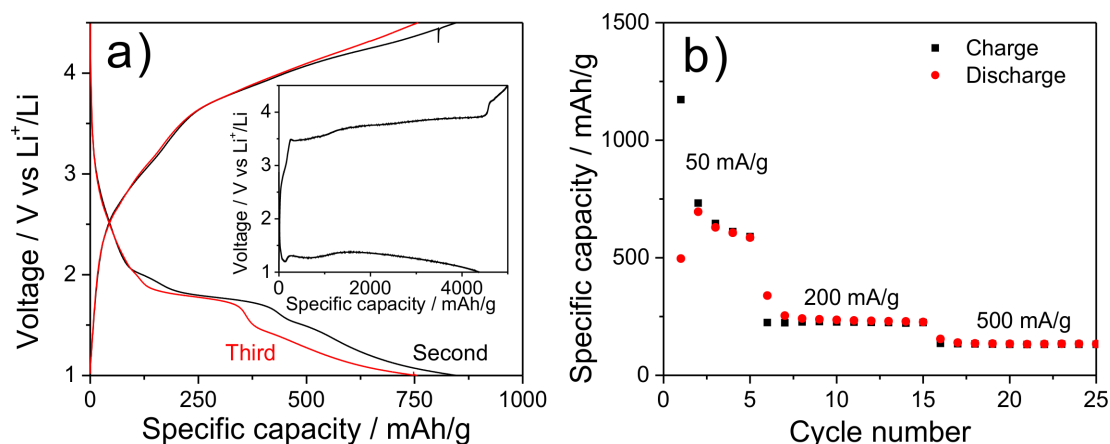 a)
Voltage / V vs Li⁺/Li
4
3
2
1
0
250
500
750
1000
Specific capacity / mAh/g
Third
Second
Voltage / V vs Li⁺/Li
4
3
2
1
0
2000
4000
Specific capacity / mAh/g
b)
Specific capacity / mAh/g
1500
1000
500
0
0
5
10
15
20
25
Cycle number
Charge
Discharge
50 mA/g
200 mA/g
500 mA/g